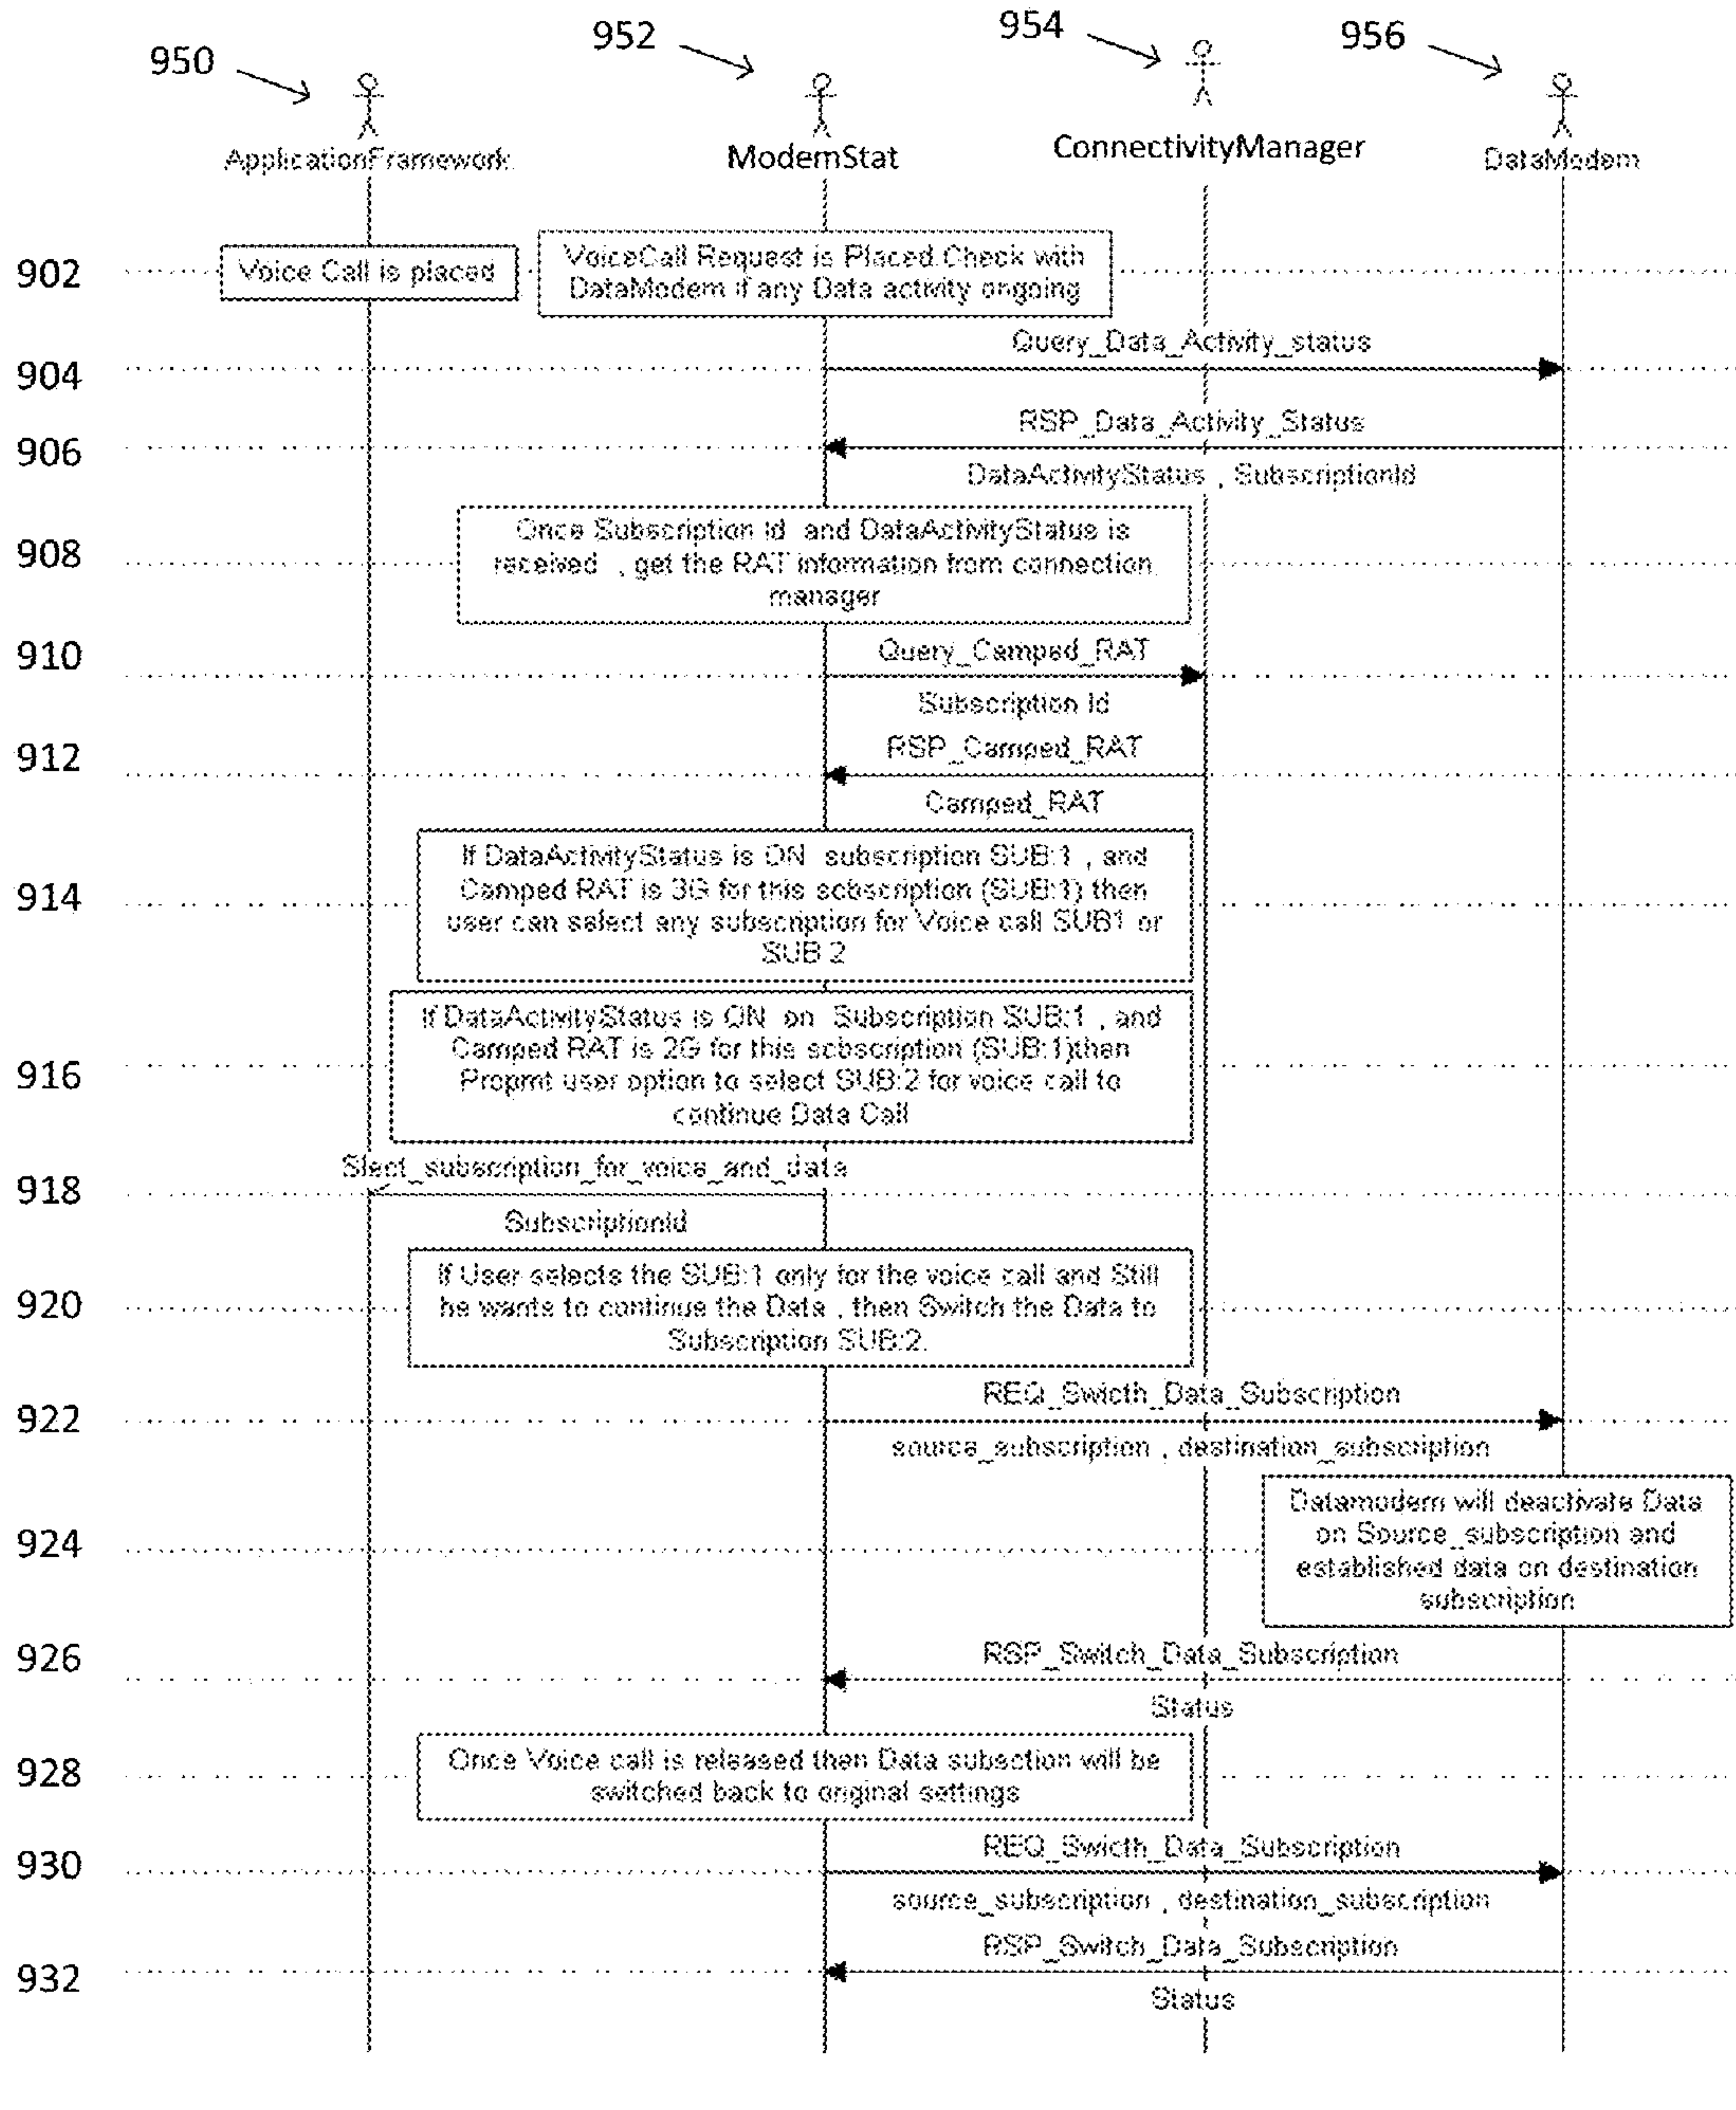 950
952
954
956
ApplicationFramework
ModemStat
ConnectivityManager
DataModem
902
Voice Call is placed
VoiceCall Request is Placed.Check with
DataModem if any Data activity ongoing
Query_Data_Activity_status
904
RSP_Data_Activity_Status
906
DataActivityStatus , SubscriptionId
908
Once Subscription Id and DataActivityStatus is
received , get the RAT information from connection
manager
910
Query_Camped_RAT
Subscription Id
912
RSP_Camped_RAT
Camped_RAT
914
If DataActivityStatus is ON subscription SUB:1 , and
Camped RAT is 3G for this scbscription (SUB:1) then
user can select any subscription for Voice call SUB1 or
SUB 2
916
If DataActivityStatus is ON on Subscription SUB:1 , and
Camped RAT is 2G for this scbscription (SUB:1)then
Propmt user option to select SUB:2 for voice call to
continue Data Call
918
Slect_subscription_for_voice_and_data
SubscriptionId
920
If User selects the SUB:1 only for the voice call and Still
he wants to continue the Data , then Switch the Data to
Subscription SUB:2.
922
REQ_Swicth_Data_Subscription
source_subscription , destination_subscription
924
Datamodem will deactivate Data
on Source_subscription and
established data on destination
subscription
926
RSP_Switch_Data_Subscription
Status
928
Once Voice call is released then Data subsction will be
switched back to original settings
930
REQ_Swicth_Data_Subscription
source_subscription , destination_subscription
RSP_Switch_Data_Subscription
932
Status